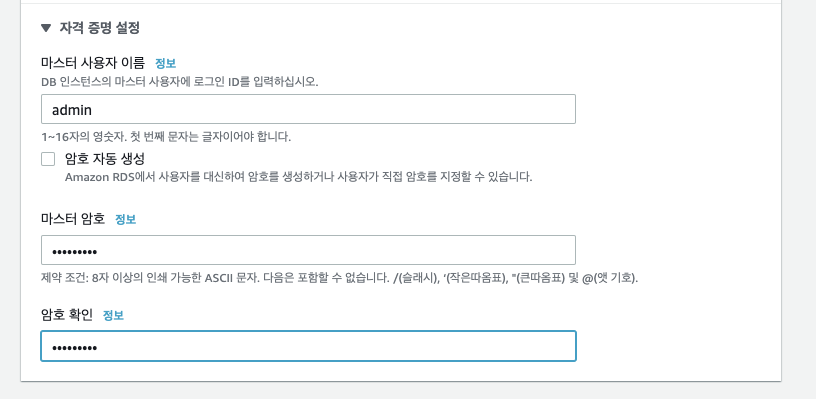 ▼ 자격 증명 설정
마스터 사용자 이름 정보
DB 인스턴스의 마스터 사용자에 로그인 ID를 입력하십시오.
admin
1~16자의 영숫자. 첫 번째 문자는 글자이어야 합니다.
암호 자동 생성
Amazon RDS에서 사용자를 대신하여 암호를 생성하거나 사용자가 직접 암호를 지정할 수 있습니다.
마스터 암호 정보
•••••••••
제약 조건: 8자 이상의 인쇄 가능한 ASCII 문자. 다음은 포함할 수 없습니다. /(슬래시), '(작은따옴표), "(큰따옴표) 및 @(앳 기호).
암호 확인 정보
•••••••••